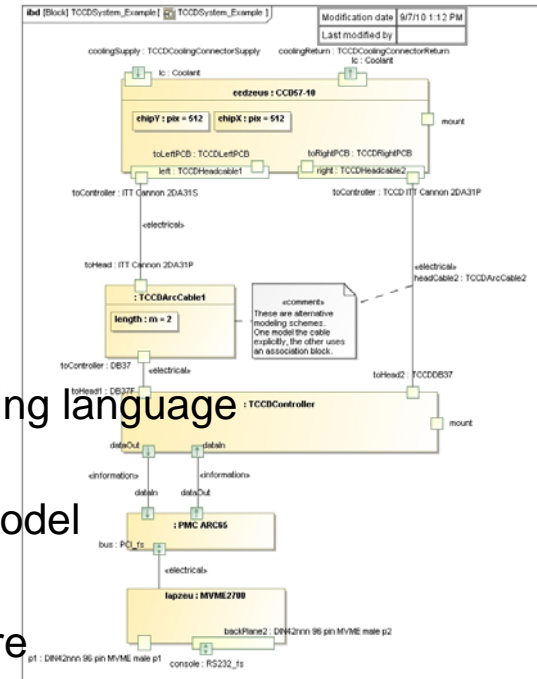 ibd [Block] TCCDSystem_Example [ TCCDSystem_Example ]
Modification date 9/7/10 1:12 PM
Last modified by
coolingSupply : TCCDCoolingConnectorSupply
coolingReturn : TCCDCoolingConnectorReturn
lc : Coolant
lc : Coolant
ccdzeus : CCD57-10
chipY : pix = 512
chipX : pix = 512
mount
toLeftPCB : TCCDLeftPCB
toRightPCB : TCCDRightPCB
left : TCCDHeadcable1
right : TCCDHeadcable2
toController : ITT Cannon 2DA31S
toController : TCCD ITT Cannon 2DA31P
«electrical»
toHead : ITT Cannon 2DA31P
«electrical»
headCable2 : TCCDArcCable2
: TCCDArcCable1
length : m = 2
«comment»
These are alternative
modeling schemes.
One model the cable
explicitly, the other uses
an association block.
toController : DB37
«electrical»
toHead1 : DB37F
toHead2 : TCCDDB37
ng language
: TCCDController
mount
dataOut
dataIn
«information»
«information»
dataIn
dataOut
odel
: PMC ARC65
bus : PCI_fs
«electrical»
lapzeu : MVME2700
re
backPlane2 : DIN42nnn 96 pin MVME male p2
p1 : DIN42nnn 96 pin MVME male p1
console : RS232_fs